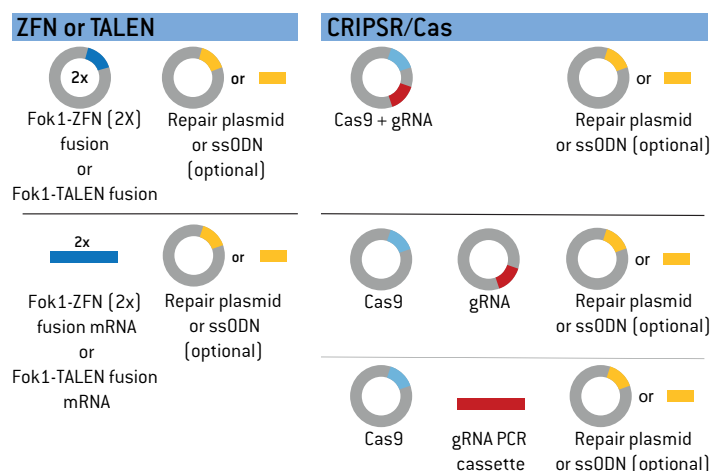 ZFN or TALEN
2x
or
Fok1-ZFN (2X)
fusion
or
Fok1-TALEN fusion
Repair plasmid
or ssODN
(optional)
2x
or
Fok1-ZFN (2x)
fusion mRNA
or
Fok1-TALEN fusion
mRNA
Repair plasmid
or ssODN
(optional)
CRIPSR/Cas
or
Cas9 + gRNA
Repair plasmid
or ssODN (optional)
or
Cas9
gRNA
Repair plasmid
or ssODN (optional)
or
Cas9
gRNA PCR
cassette
Repair plasmid
or ssODN (optional)